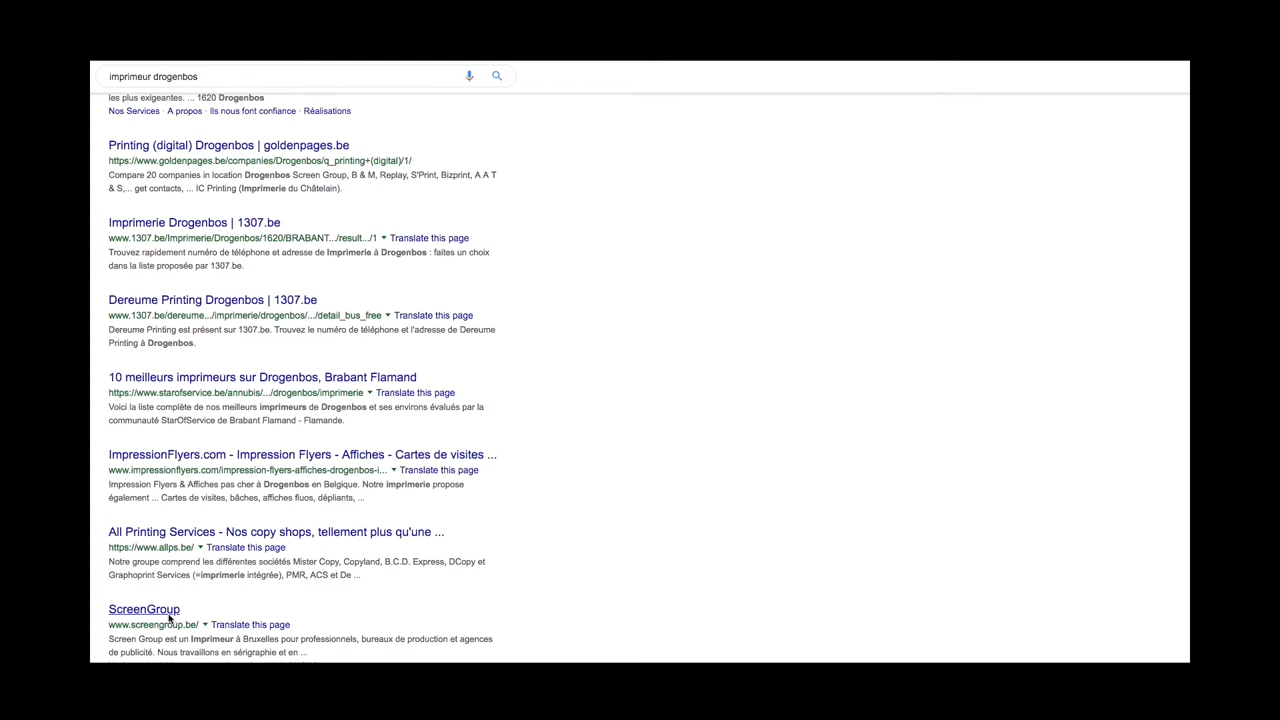 imprimeur drogenbos
les plus exigeantes. ... 1620 Drogenbos
Nos Services · A propos · Ils nous font confiance · Réalisations
Printing (digital) Drogenbos | goldenpages.be
https://www.goldenpages.be/companies/Drogenbos/q_printing+(digital)/1/
Compare 20 companies in location Drogenbos Screen Group, B & M, Replay, S'Print, Bizprint, A A T
& S,... get contacts, ... IC Printing (Imprimerie du Châtelain).
Imprimerie Drogenbos | 1307.be
www.1307.be/Imprimerie/Drogenbos/1620/BRABANT.../result.../1 Translate this page
Trouvez rapidement numéro de téléphone et adresse de Imprimerie à Drogenbos : faites un choix
dans la liste proposée par 1307.be.
Dereume Printing Drogenbos | 1307.be
www.1307.be/dereume.../imprimerie/drogenbos/.../detail_bus_free Translate this page
Dereume Printing est présent sur 1307.be. Trouvez le numéro de téléphone et l'adresse de Dereume
Printing à Drogenbos.
10 meilleurs imprimeurs sur Drogenbos, Brabant Flamand
https://www.starofservice.be/annubis/.../drogenbos/imprimerie Translate this page
Voici la liste complète de nos meilleurs imprimeurs de Drogenbos et ses environs évalués par la
communauté StarOfService de Brabant Flamand - Flamande.
ImpressionFlyers.com - Impression Flyers - Affiches - Cartes de visites ...
www.impressionflyers.com/impression-flyers-affiches-drogenbos-i... Translate this page
Impression Flyers & Affiches pas cher à Drogenbos en Belgique. Notre imprimerie propose
également ... Cartes de visites, bâches, affiches fluos, dépliants, ...
All Printing Services - Nos copy shops, tellement plus qu'une ...
https://www.allps.be/ Translate this page
Notre groupe comprend les différentes sociétés Mister Copy, Copyland, B.C.D. Express, DCopy et
Graphoprint Services (=imprimerie intégrée), PMR, ACS et De ...
ScreenGroup
www.screengroup.be/ Translate this page
Screen Group est un Imprimeur à Bruxelles pour professionnels, bureaux de production et agences
de publicité. Nous travaillons en sérigraphie et en ...